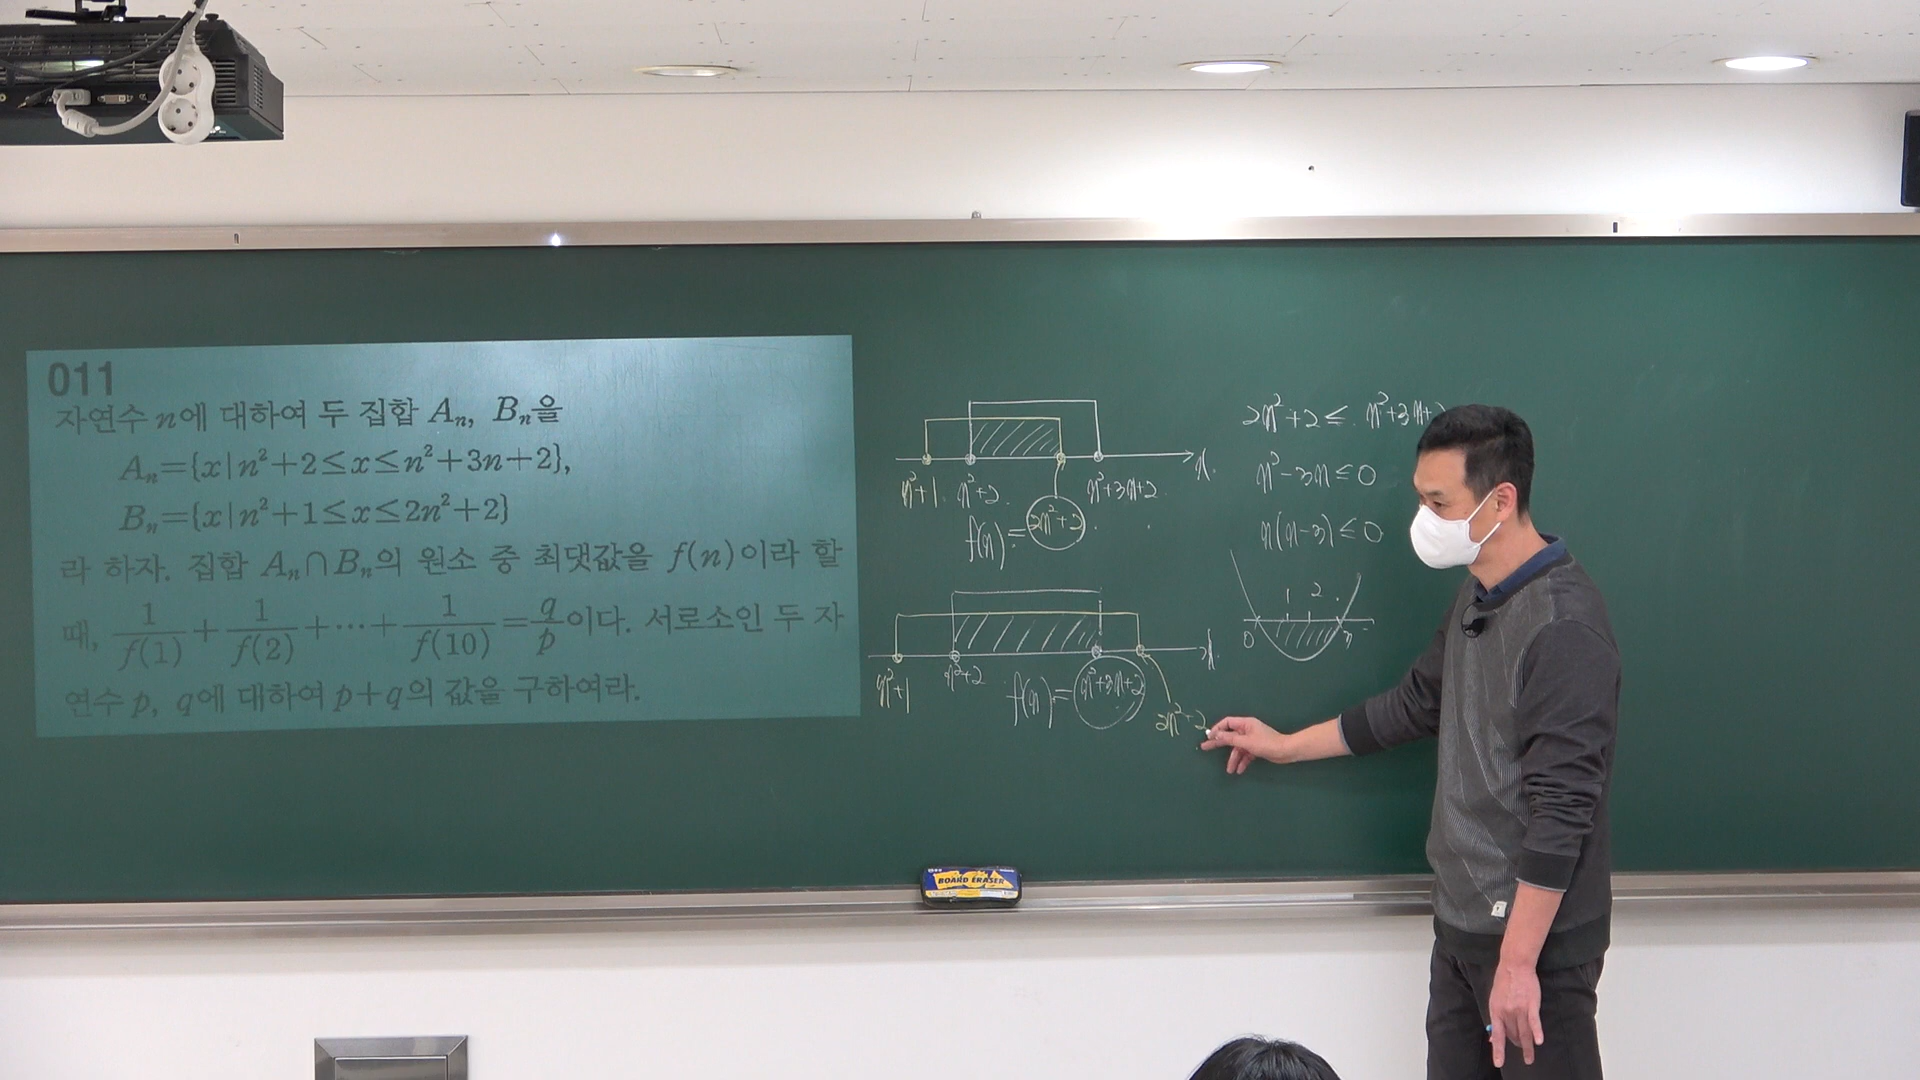 011
자연수 n에 대하여 두 집합 Aₙ, Bₙ을
Aₙ={x|n²+2≤x≤n²+3n+2},
Bₙ={x|n²+1≤x≤2n²+2}
라 하자. 집합 Aₙ∩Bₙ의 원소 중 최댓값을 f(n)이라 할
때, 1/f(1) + 1/f(2) +⋯+ 1/f(10) = q/p이다. 서로소인 두 자
연수 p, q에 대하여 p+q의 값을 구하여라.
x
n²+1 n²+2 n²+3n+2
f(n)= 2n²+2
x
n²+1 n²+2 f(n)= n²+3n+2
2n²+2
2n²+2 ≤ n²+3n+
n²-3n ≤ 0
n(n-3) ≤ 0
1 2
0 3
BOARD ERASER